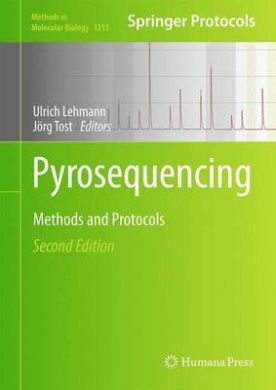 Methods in
Molecular Biology 1315
Springer Protocols
Ulrich Lehmann
Jörg Tost Editors
Pyrosequencing
Methods and Protocols
Second Edition
Humana Press